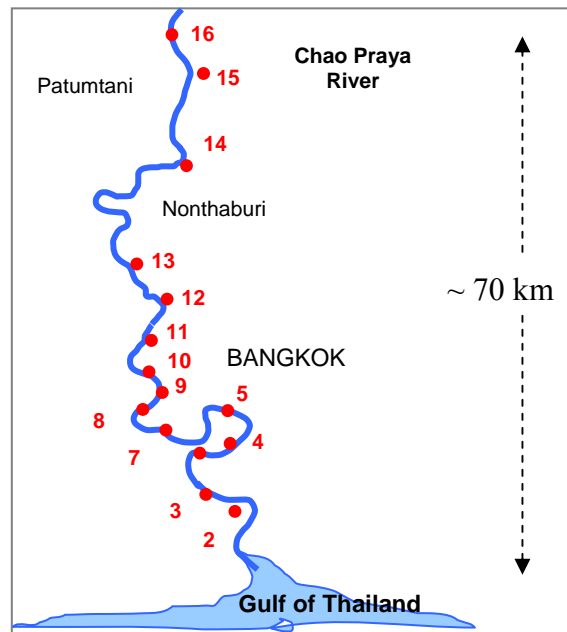 16
Chao Praya
River
15
Patumtani
14
Nonthaburi
13
12
~ 70 km
11
10
BANGKOK
9
5
8
4
7
3
2
Gulf of Thailand